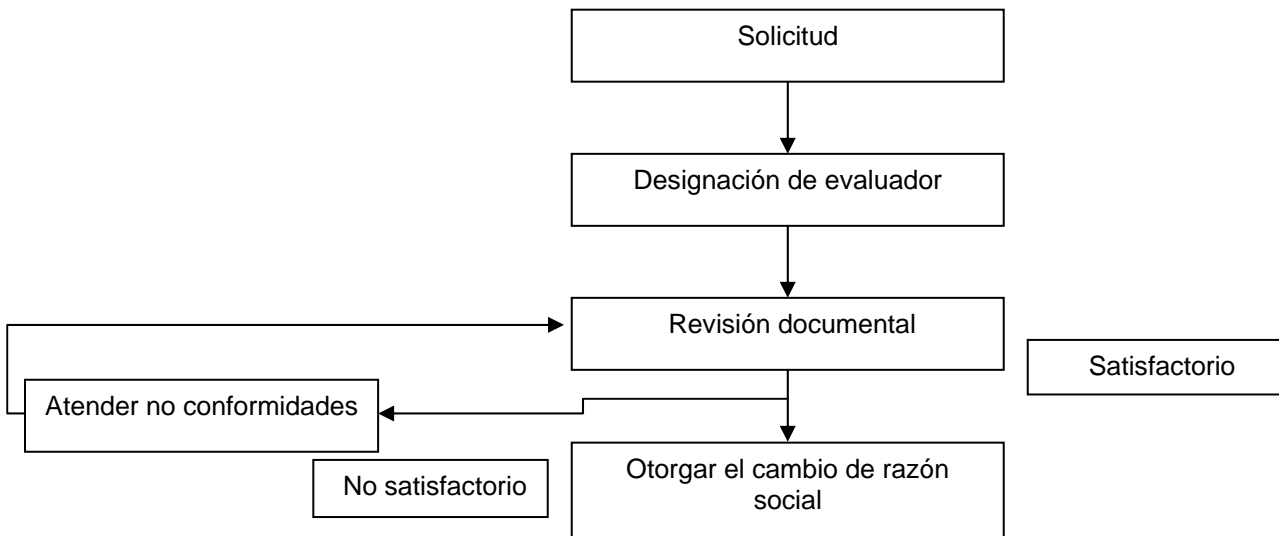 Solicitud
Designación de evaluador
Revisión documental
Satisfactorio
Atender no conformidades
No satisfactorio
Otorgar el cambio de razón
social